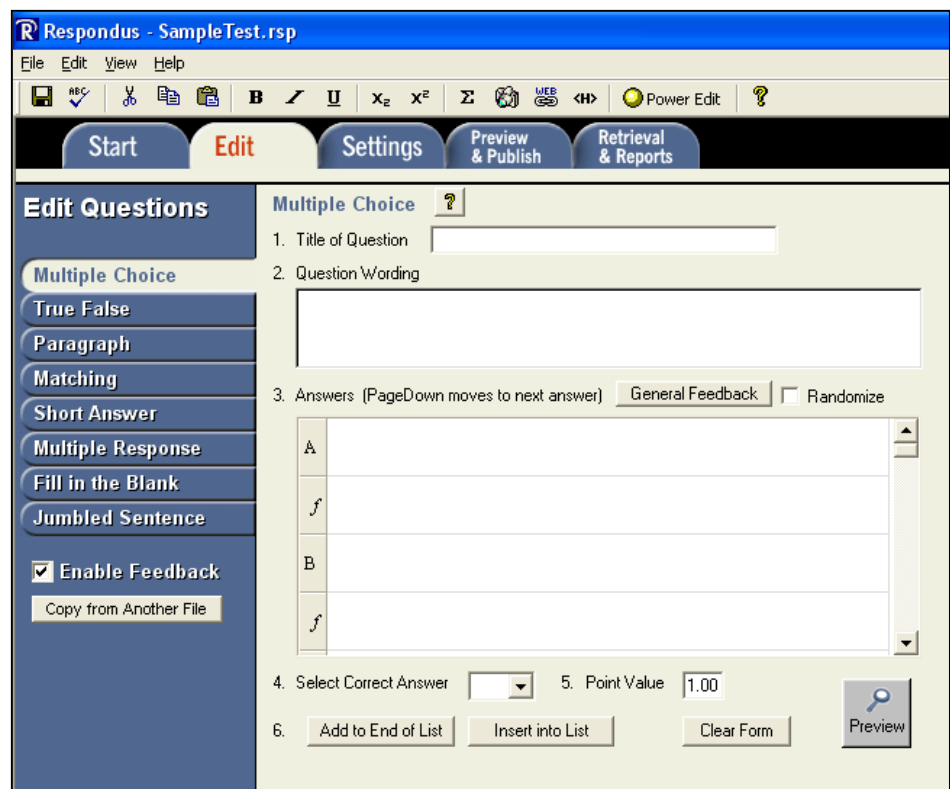 Respondus - SampleTest.rsp
File Edit View Help
ABC B I U X₂ X² Σ WEB <H> Power Edit ?
Start Edit Settings Preview & Publish Retrieval & Reports
Edit Questions
Multiple Choice
True False
Paragraph
Matching
Short Answer
Multiple Response
Fill in the Blank
Jumbled Sentence
Enable Feedback
Copy from Another File
Multiple Choice ?
1. Title of Question
2. Question Wording
3. Answers (PageDown moves to next answer) General Feedback Randomize
A
f
B
f
4. Select Correct Answer 5. Point Value 1.00
6. Add to End of List Insert into List Clear Form Preview